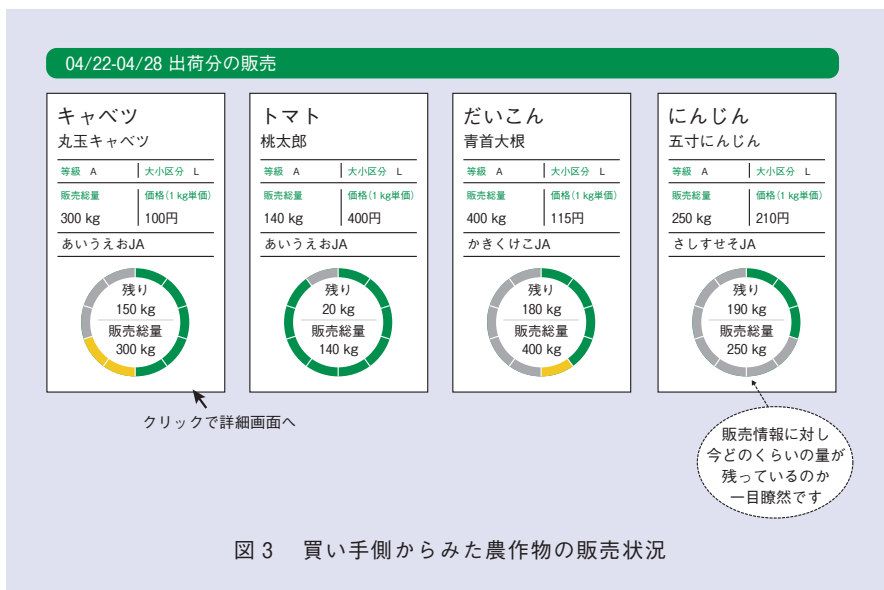 04/22-04/28 出荷分の販売
キャベツ
丸玉キャベツ
等級 A 大小区分 L
販売総量 価格(1 kg単価)
300 kg 100円
あいうえおJA
残り
150 kg
販売総量
300 kg
トマト
桃太郎
等級 A 大小区分 L
販売総量 価格(1 kg単価)
140 kg 400円
あいうえおJA
残り
20 kg
販売総量
140 kg
だいこん
青首大根
等級 A 大小区分 L
販売総量 価格(1 kg単価)
400 kg 115円
かきくけこJA
残り
180 kg
販売総量
400 kg
にんじん
五寸にんじん
等級 A 大小区分 L
販売総量 価格(1 kg単価)
250 kg 210円
さしすせそJA
残り
190 kg
販売総量
250 kg
クリックで詳細画面へ
販売情報に対し
今どのくらいの量が
残っているのか
一目瞭然です
図 3 買い手側からみた農作物の販売状況